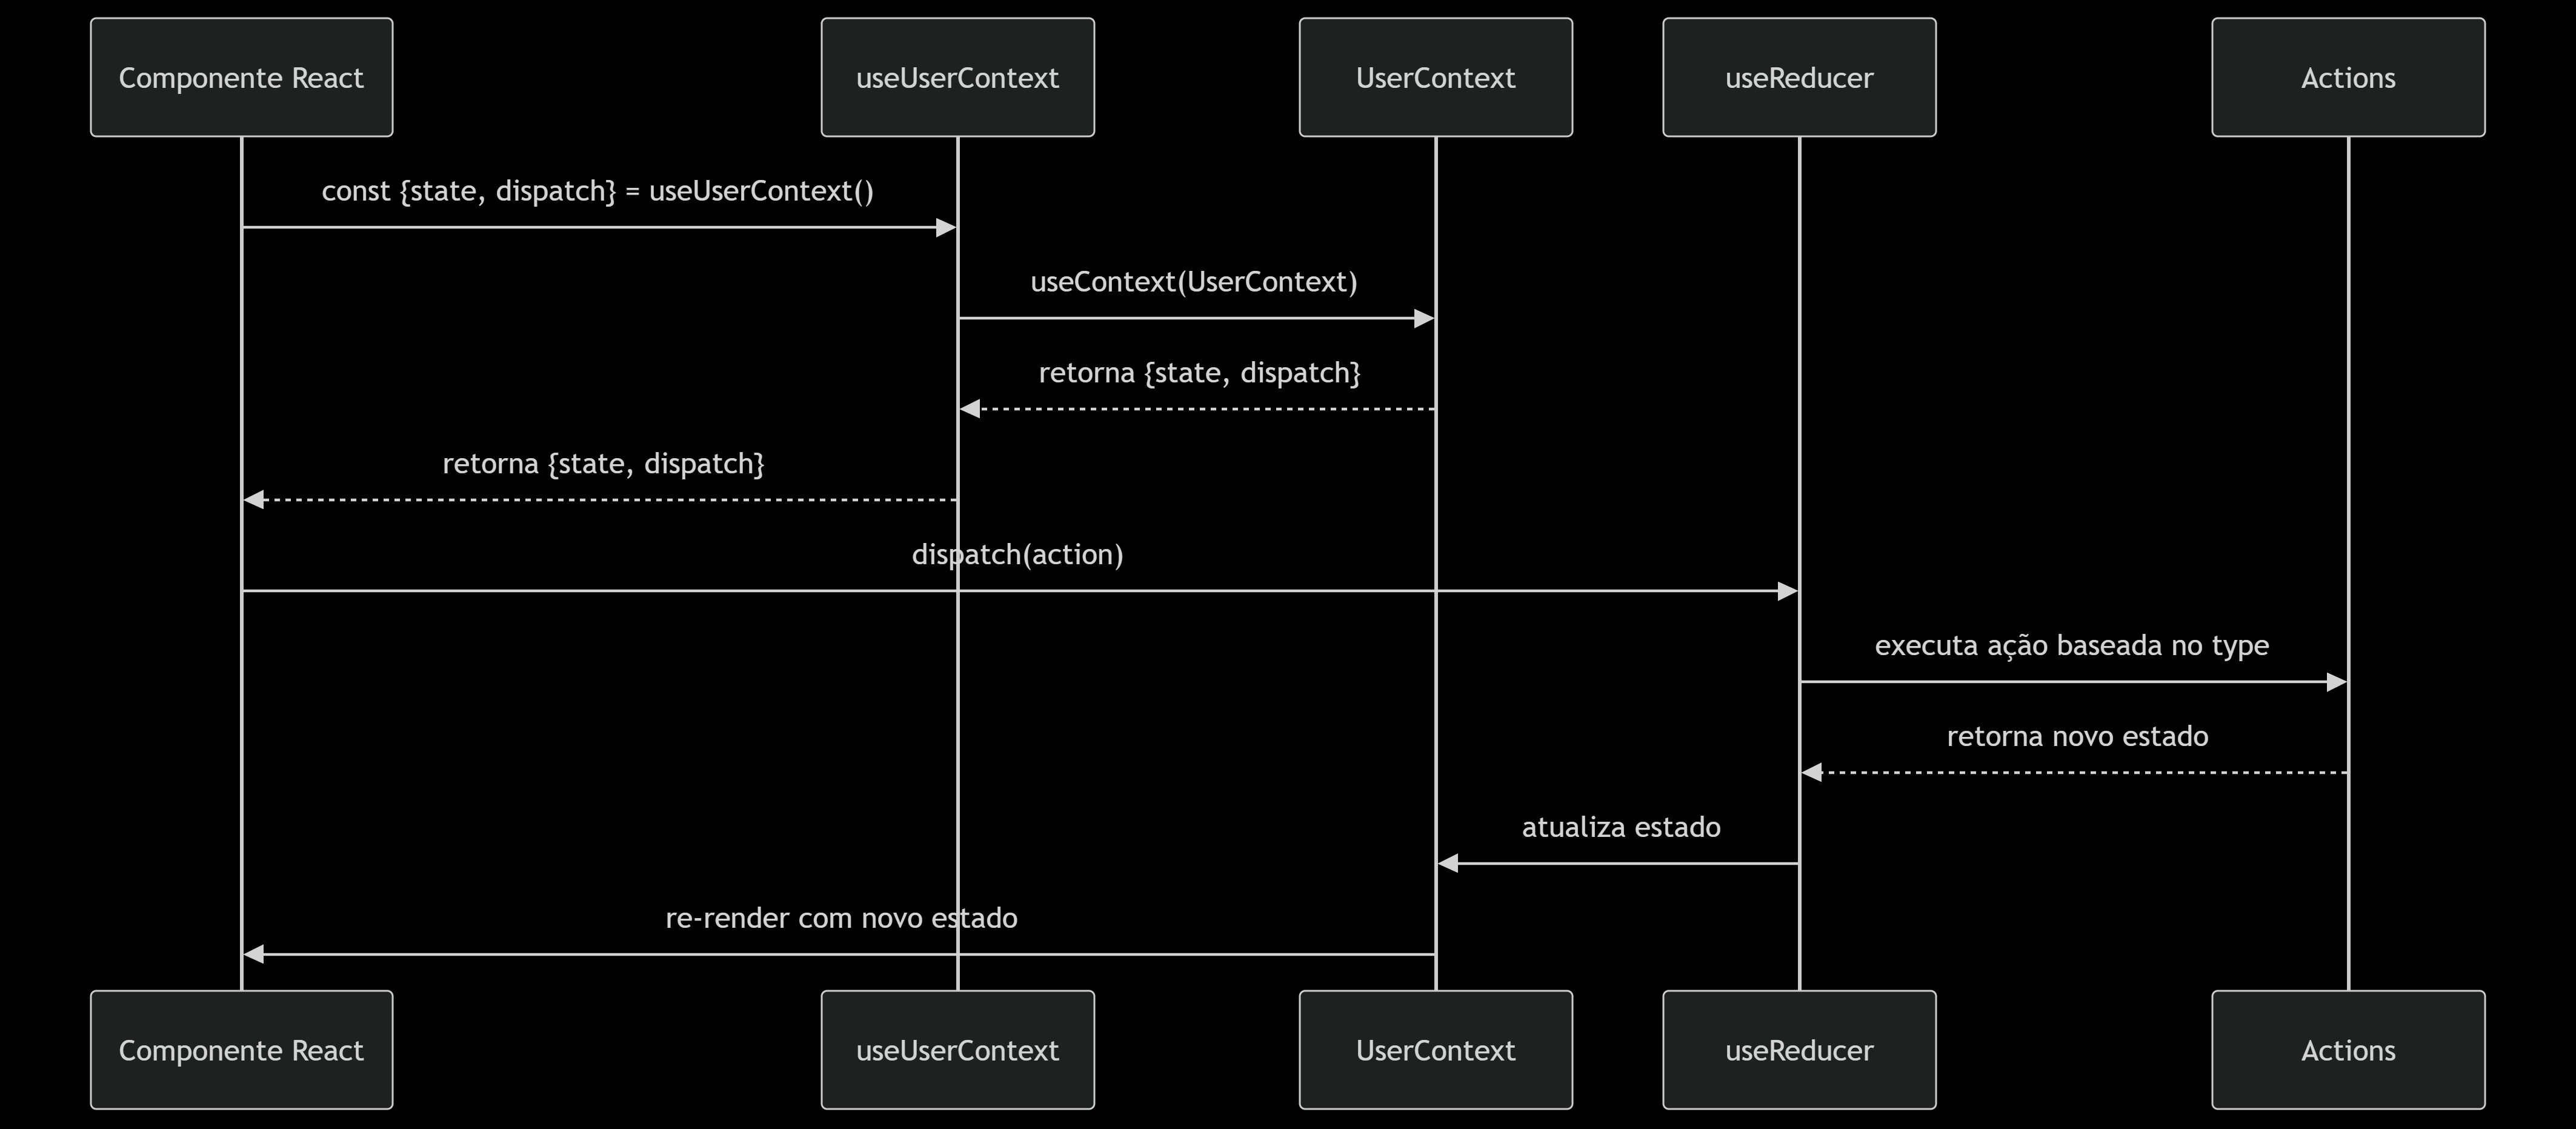 Componente React
useUserContext
UserContext
useReducer
Actions
const {state, dispatch} = useUserContext()
useContext(UserContext)
retorna {state, dispatch}
retorna {state, dispatch}
dispatch(action)
executa ação baseada no type
retorna novo estado
atualiza estado
re-render com novo estado
Componente React
useUserContext
UserContext
useReducer
Actions